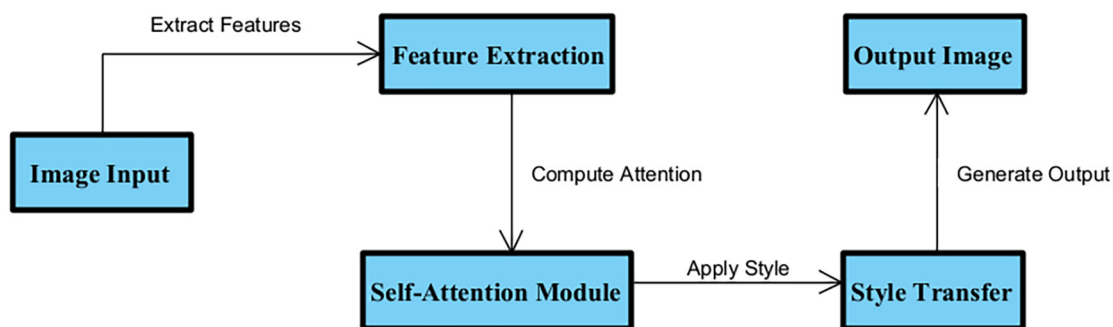 Extract Features
Feature Extraction
Output Image
Image Input
Compute Attention
Generate Output
Self-Attention Module
Apply Style
Style Transfer